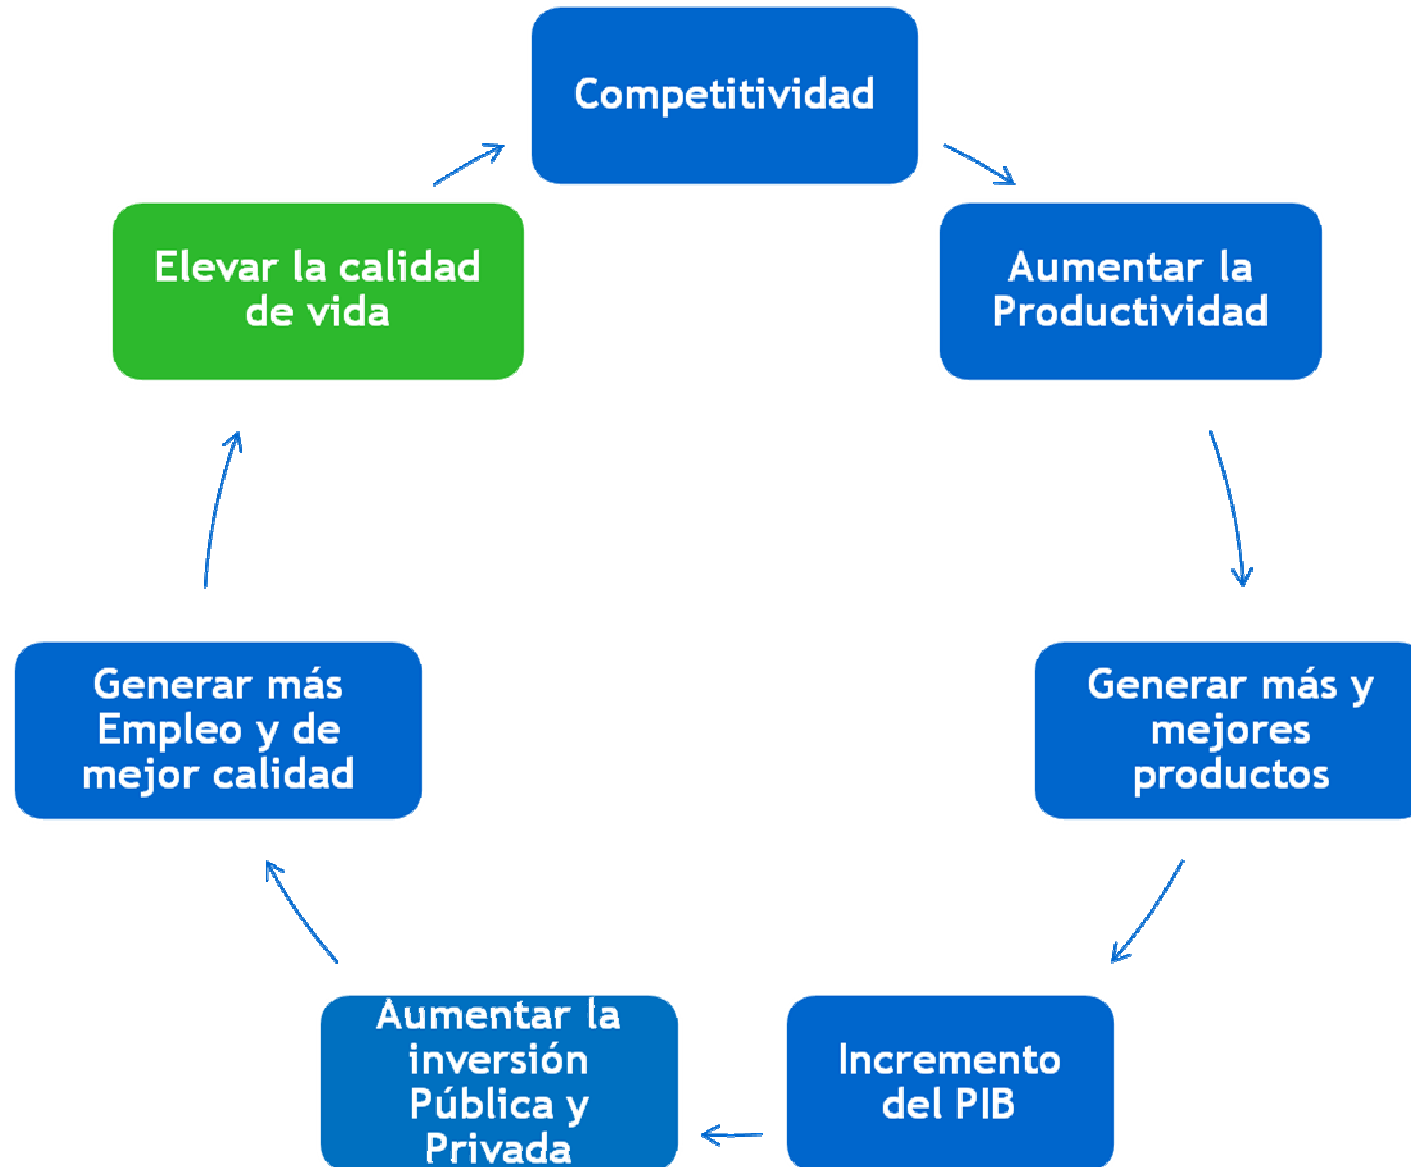 Competitividad
Aumentar la
Productividad
Generar más y
mejores
productos
Incremento
del PIB
Aumentar la
inversión
Pública y
Privada
Generar más
Empleo y de
mejor calidad
Elevar la calidad
de vida